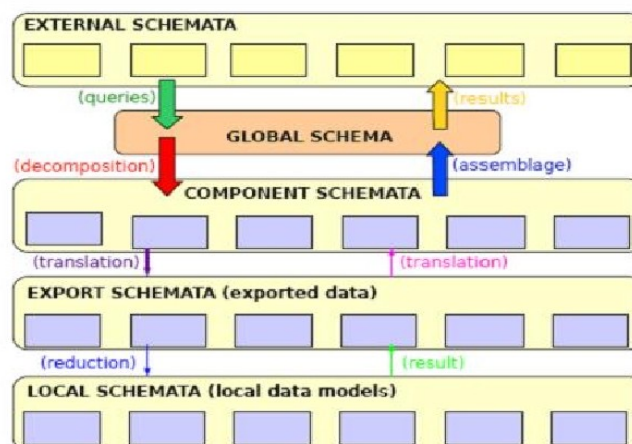 EXTERNAL SCHEMATA
(queries) (results)
GLOBAL SCHEMA
(decomposition) (assemblage)
COMPONENT SCHEMATA
(translation) (translation)
EXPORT SCHEMATA (exported data)
(reduction) (result)
LOCAL SCHEMATA (local data models)